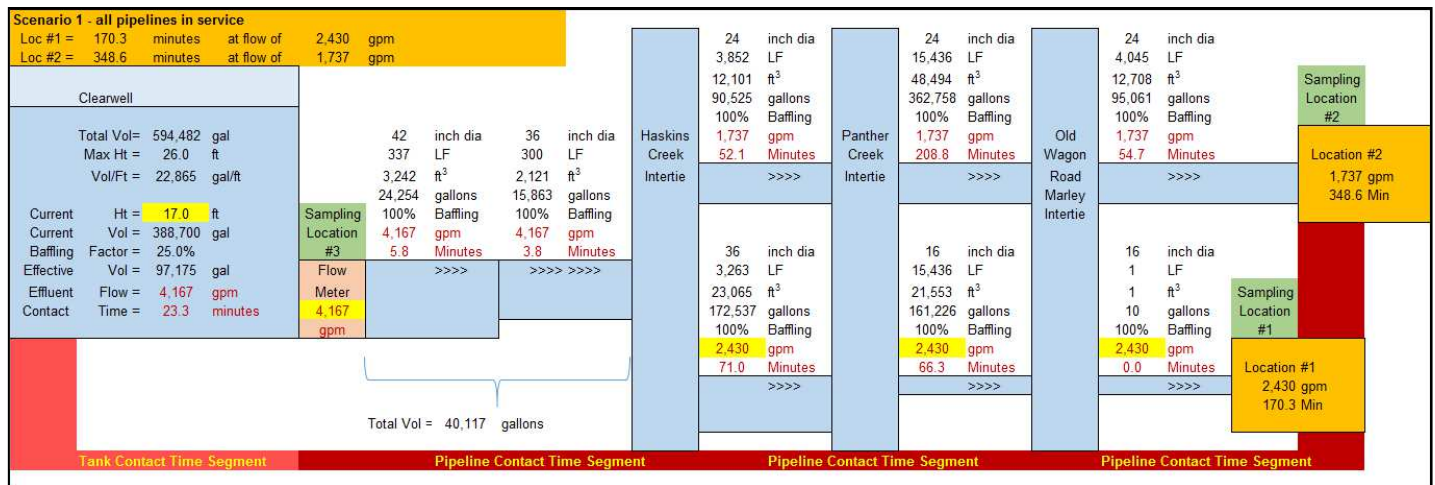 Scenario 1 - all pipelines in service
Loc #1 = 170.3 minutes at flow of 2,430 gpm
Loc #2 = 348.6 minutes at flow of 1,737 gpm
Clearwell
Total Vol= 594,482 gal
Max Ht = 26.0 ft
Vol/Ft = 22,865 gal/ft
Current Ht = 17.0 ft
Current Vol = 388,700 gal
Baffling Factor = 25.0%
Effective Vol = 97,175 gal
Effluent Flow = 4,167 gpm
Contact Time = 23.3 minutes
Sampling
Location
#3
Flow
Meter
4,167
gpm
42 inch dia
337 LF
3,242 ft³
24,254 gallons
100% Baffling
4,167 gpm
5.8 Minutes
>>>>
36 inch dia
300 LF
2,121 ft³
15,863 gallons
100% Baffling
4,167 gpm
3.8 Minutes
>>>> >>>>
Total Vol = 40,117 gallons
Haskins
Creek
Intertie
24 inch dia
3,852 LF
12,101 ft³
90,525 gallons
100% Baffling
1,737 gpm
52.1 Minutes
>>>>
36 inch dia
3,263 LF
23,065 ft³
172,537 gallons
100% Baffling
2,430 gpm
71.0 Minutes
>>>>
Panther
Creek
Intertie
24 inch dia
15,436 LF
48,494 ft³
362,758 gallons
100% Baffling
1,737 gpm
208.8 Minutes
>>>>
16 inch dia
15,436 LF
21,553 ft³
161,226 gallons
100% Baffling
2,430 gpm
66.3 Minutes
>>>>
Old
Wagon
Road
Marley
Intertie
24 inch dia
4,045 LF
12,708 ft³
95,061 gallons
100% Baffling
1,737 gpm
54.7 Minutes
>>>>
16 inch dia
1 LF
1 ft³
10 gallons
100% Baffling
2,430 gpm
0.0 Minutes
>>>>
Sampling
Location
#2
Location #2
1,737 gpm
348.6 Min
Sampling
Location
#1
Location #1
2,430 gpm
170.3 Min
Tank Contact Time Segment
Pipeline Contact Time Segment
Pipeline Contact Time Segment
Pipeline Contact Time Segment